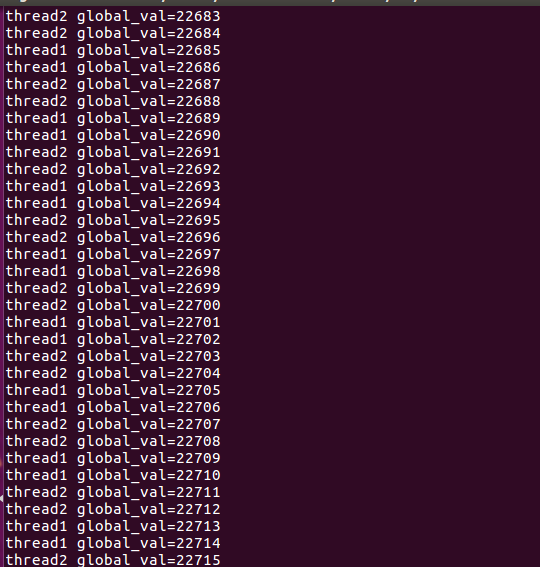 thread2 global_val=22683
thread2 global_val=22684
thread1 global_val=22685
thread1 global_val=22686
thread2 global_val=22687
thread2 global_val=22688
thread1 global_val=22689
thread1 global_val=22690
thread2 global_val=22691
thread2 global_val=22692
thread1 global_val=22693
thread1 global_val=22694
thread2 global_val=22695
thread2 global_val=22696
thread1 global_val=22697
thread1 global_val=22698
thread2 global_val=22699
thread2 global_val=22700
thread1 global_val=22701
thread1 global_val=22702
thread2 global_val=22703
thread2 global_val=22704
thread1 global_val=22705
thread1 global_val=22706
thread2 global_val=22707
thread2 global_val=22708
thread1 global_val=22709
thread1 global_val=22710
thread2 global_val=22711
thread2 global_val=22712
thread1 global_val=22713
thread1 global_val=22714
thread2 global_val=22715